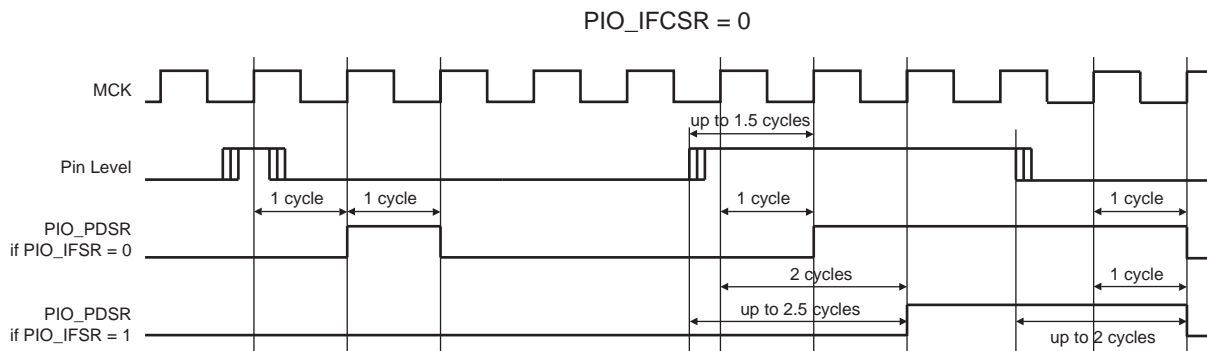 PIO_IFCSR = 0
MCK
up to 1.5 cycles
Pin Level
1 cycle
1 cycle
1 cycle
1 cycle
PIO_PDSR
if PIO_IFSR = 0
2 cycles
1 cycle
PIO_PDSR
if PIO_IFSR = 1
up to 2.5 cycles
up to 2 cycles